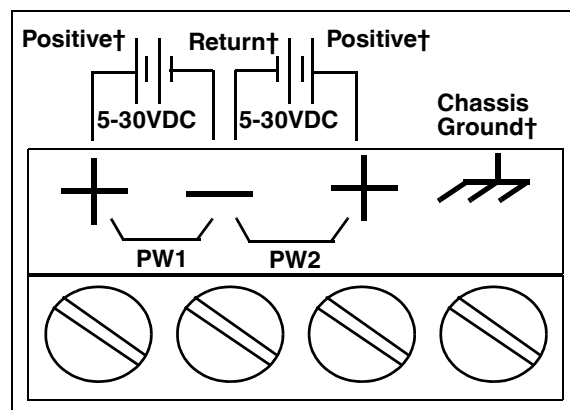 Positive† Return† Positive†
5-30VDC 5-30VDC
Chassis
Ground†
PW1 PW2